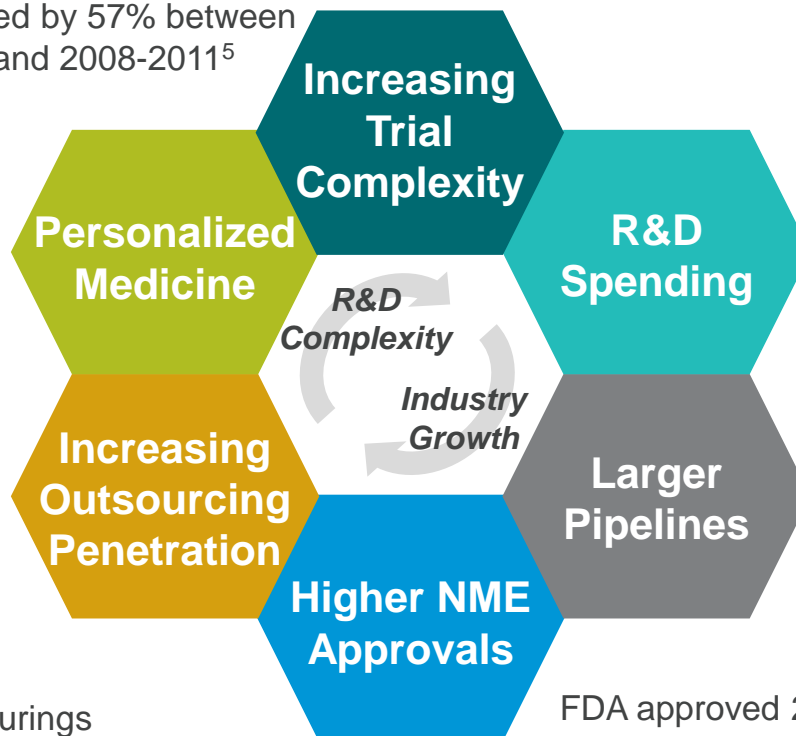 ed by 57% between
and 2008-2011⁵
Increasing
Trial
Complexity
Personalized
Medicine
R&D
Spending
R&D
Complexity
Industry
Growth
Increasing
Outsourcing
Penetration
Larger
Pipelines
Higher NME
Approvals
urings
FDA approved 2